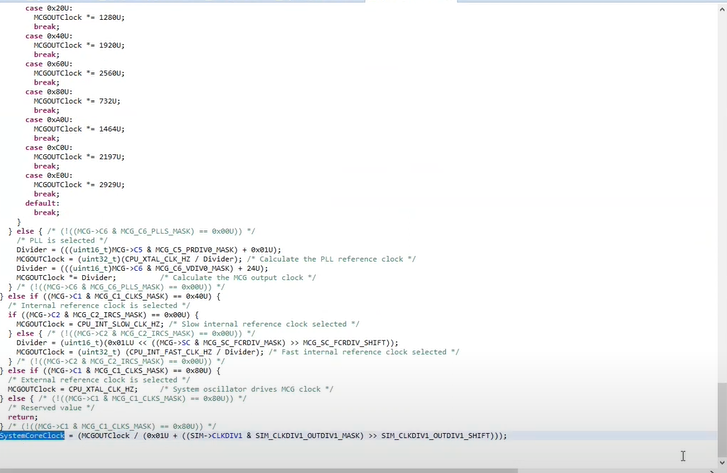 case 0x20U:
MCGOUTClock *= 1280U;
break;
case 0x40U:
MCGOUTClock *= 1920U;
break;
case 0x60U:
MCGOUTClock *= 2560U;
break;
case 0x80U:
MCGOUTClock *= 732U;
break;
case 0xA0U:
MCGOUTClock *= 1464U;
break;
case 0xC0U:
MCGOUTClock *= 2197U;
break;
case 0xE0U:
MCGOUTClock *= 2929U;
break;
default:
break;
}
} else { /* (!((MCG->C6 & MCG_C6_PLLS_MASK) == 0x00U)) */
/* PLL is selected */
Divider = (((uint16_t)MCG->C5 & MCG_C5_PRDIV0_MASK) + 0x01U);
MCGOUTClock = (uint32_t)(CPU_XTAL_CLK_HZ / Divider); /* Calculate the PLL reference clock */
Divider = (((uint16_t)MCG->C6 & MCG_C6_VDIV0_MASK) + 24U);
MCGOUTClock *= Divider; /* Calculate the MCG output clock */
} /* (!((MCG->C6 & MCG_C6_PLLS_MASK) == 0x00U)) */
} else if ((MCG->C1 & MCG_C1_CLKS_MASK) == 0x40U) {
/* Internal reference clock is selected */
if ((MCG->C2 & MCG_C2_IRCS_MASK) == 0x00U) {
MCGOUTClock = CPU_INT_SLOW_CLK_HZ; /* Slow internal reference clock selected */
} else { /* (!((MCG->C2 & MCG_C2_IRCS_MASK) == 0x00U)) */
Divider = (uint16_t)(0x01LU << ((MCG->SC & MCG_SC_FCRDIV_MASK) >> MCG_SC_FCRDIV_SHIFT));
MCGOUTClock = (uint32_t) (CPU_INT_FAST_CLK_HZ / Divider); /* Fast internal reference clock selected */
} /* (!((MCG->C2 & MCG_C2_IRCS_MASK) == 0x00U)) */
} else if ((MCG->C1 & MCG_C1_CLKS_MASK) == 0x80U) {
/* External reference clock is selected */
MCGOUTClock = CPU_XTAL_CLK_HZ; /* System oscillator drives MCG clock */
} else { /* (!((MCG->C1 & MCG_C1_CLKS_MASK) == 0x80U)) */
/* Reserved value */
return;
} /* (!((MCG->C1 & MCG_C1_CLKS_MASK) == 0x80U)) */
SystemCoreClock = (MCGOUTClock / (0x01U + ((SIM->CLKDIV1 & SIM_CLKDIV1_OUTDIV1_MASK) >> SIM_CLKDIV1_OUTDIV1_SHIFT)));